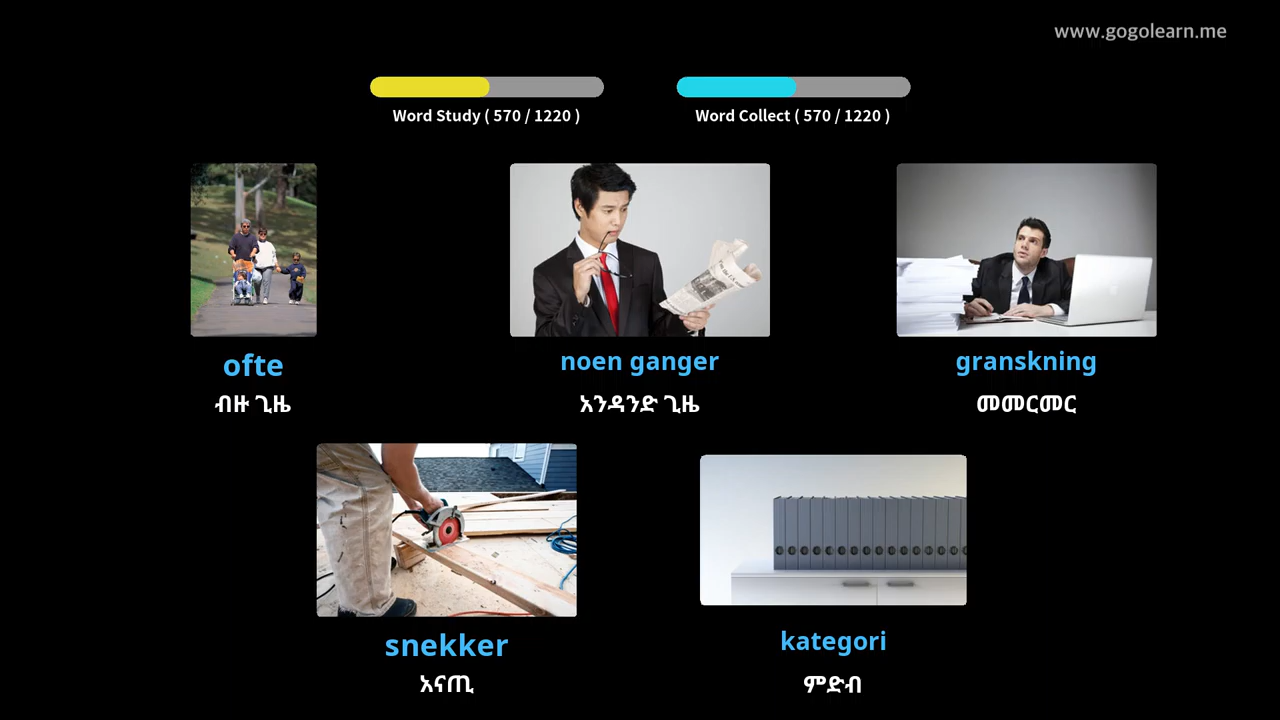 www.gogolearn.me
Word Study ( 570 / 1220 )
Word Collect ( 570 / 1220 )
ofte
ብዙ ጊዜ
noen ganger
አንዳንድ ጊዜ
granskning
መመርመር
snekker
አናጢ
kategori
ምድብ